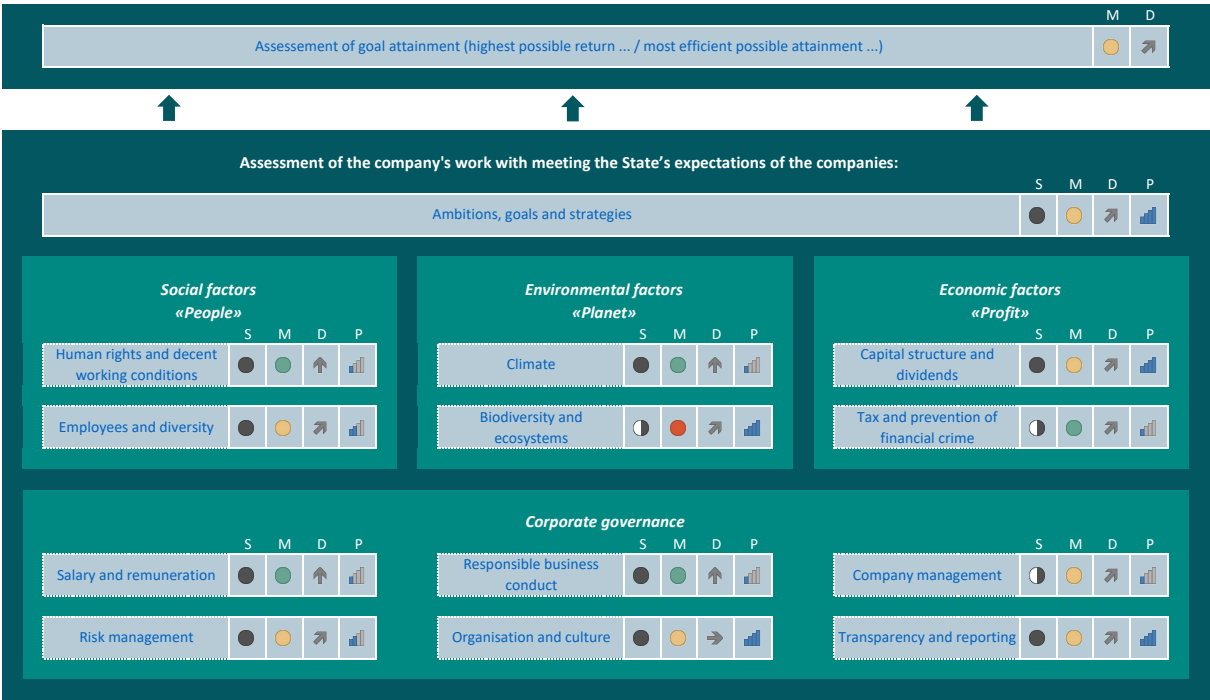 M D
Assessement of goal attainment (highest possible return ... / most efficient possible attainment ...)
Assessment of the company's work with meeting the State’s expectations of the companies:
S M D P
Ambitions, goals and strategies
Social factors
«People»
S M D P
Human rights and decent
working conditions
Employees and diversity
Environmental factors
«Planet»
S M D P
Climate
Biodiversity and
ecosystems
Economic factors
«Profit»
S M D P
Capital structure and
dividends
Tax and prevention of
financial crime
Corporate governance
S M D P
Salary and remuneration
Risk management
S M D P
Responsible business
conduct
Organisation and culture
S M D P
Company management
Transparency and reporting